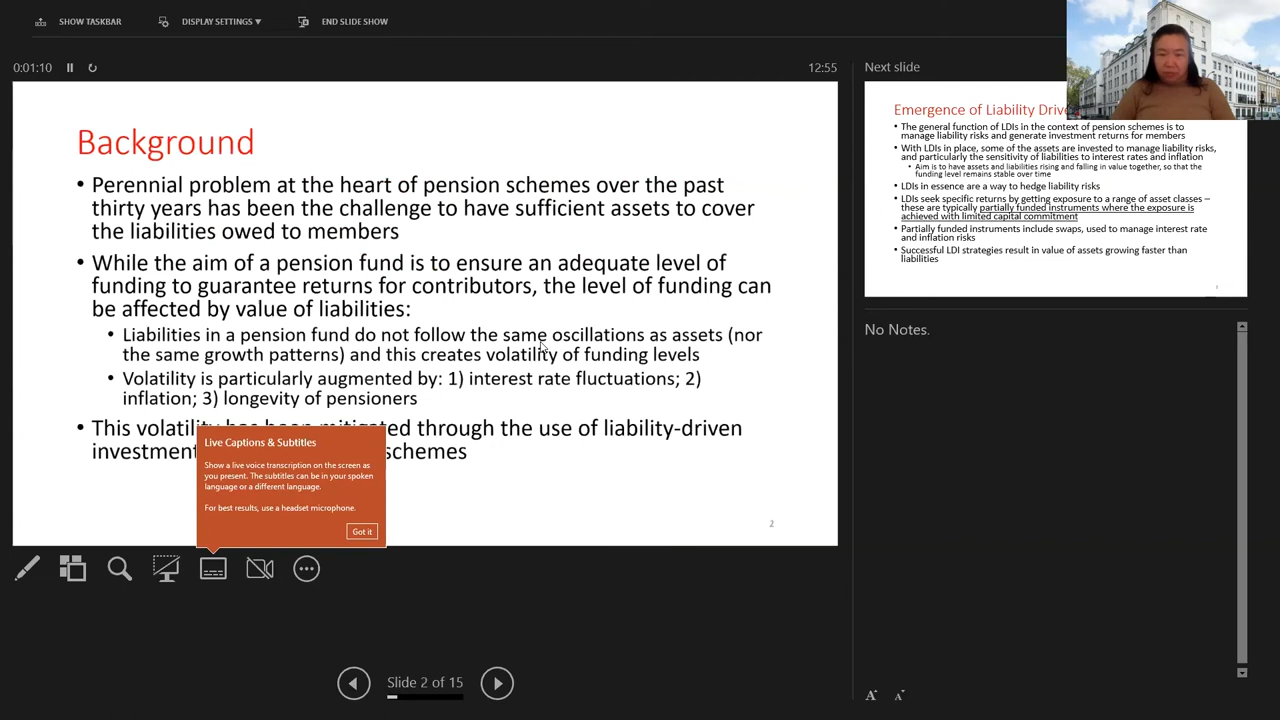 SHOW TASKBAR
DISPLAY SETTINGS ▼
END SLIDE SHOW
0:01:10
12:55
Background
• Perennial problem at the heart of pension schemes over the past
thirty years has been the challenge to have sufficient assets to cover
the liabilities owed to members
• While the aim of a pension fund is to ensure an adequate level of
funding to guarantee returns for contributors, the level of funding can
be affected by value of liabilities:
• Liabilities in a pension fund do not follow the same oscillations as assets (nor
the same growth patterns) and this creates volatility of funding levels
• Volatility is particularly augmented by: 1) interest rate fluctuations; 2)
inflation; 3) longevity of pensioners
• This volatility has been mitigated through the use of liability-driven
investment schemes
2
Live Captions & Subtitles
Show a live voice transcription on the screen as
you present. The subtitles can be in your spoken
language or a different language.
For best results, use a headset microphone.
Got it
Slide 2 of 15
Next slide
Emergence of Liability Driv
• The general function of LDIs in the context of pension schemes is to
manage liability risks and generate investment returns for members
• With LDIs in place, some of the assets are invested to manage liability risks,
and particularly the sensitivity of liabilities to interest rates and inflation
• Aim is to have assets and liabilities rising and falling in value together, so that the
funding level remains stable over time
• LDIs in essence are a way to hedge liability risks
• LDIs seek specific returns by getting exposure to a range of asset classes –
these are typically partially funded instruments where the exposure is
achieved with limited capital commitment
• Partially funded instruments include swaps, used to manage interest rate
and inflation risks
• Successful LDI strategies result in value of assets growing faster than
liabilities
No Notes.
A A